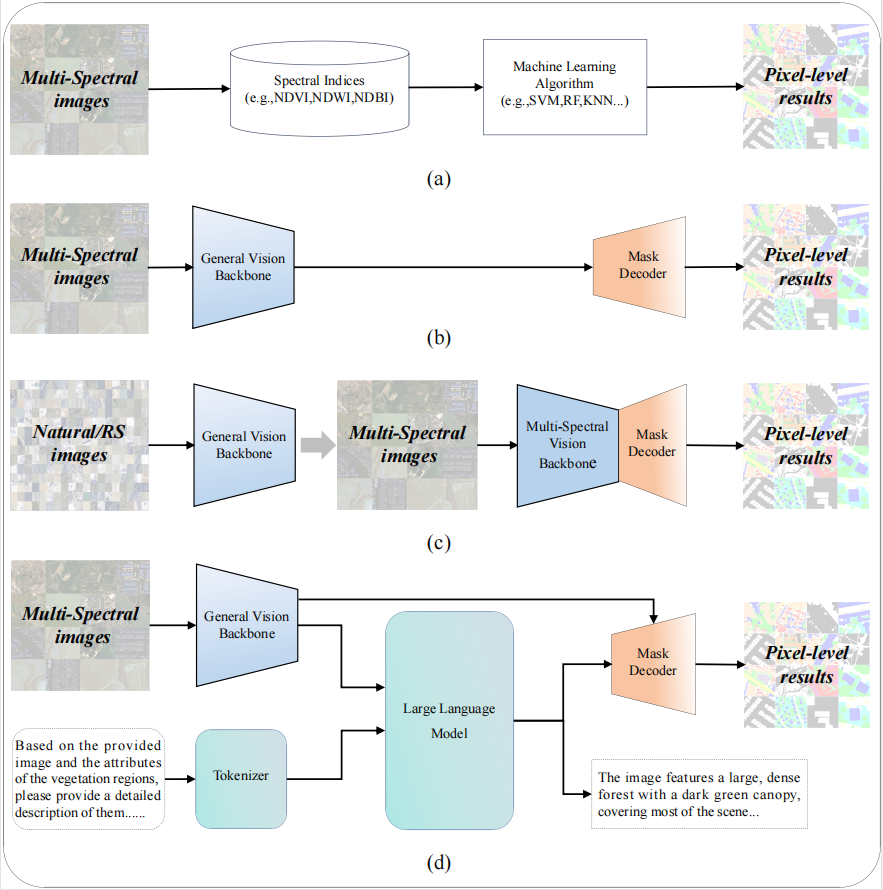 Multi-Spectral
images
Spectral Indices
(e.g.,NDVI,NDWI,NDBI)
Machine Learning
Algorithm
(e.g.,SVM,RF,KNN...)
Pixel-level
results
(a)
Multi-Spectral
images
General Vision
Backbone
Mask
Decoder
Pixel-level
results
(b)
Natural/RS
images
General Vision
Backbone
Multi-Spectral
images
Multi-Spectral
Vision
Backbone
Mask
Decoder
Pixel-level
results
(c)
Multi-Spectral
images
General Vision
Backbone
Large Language
Model
Mask
Decoder
Pixel-level
results
Based on the provided
image and the attributes
of the vegetation regions,
please provide a detailed
description of them......
Tokenizer
The image features a large, dense
forest with a dark green canopy,
covering most of the scene...
(d)